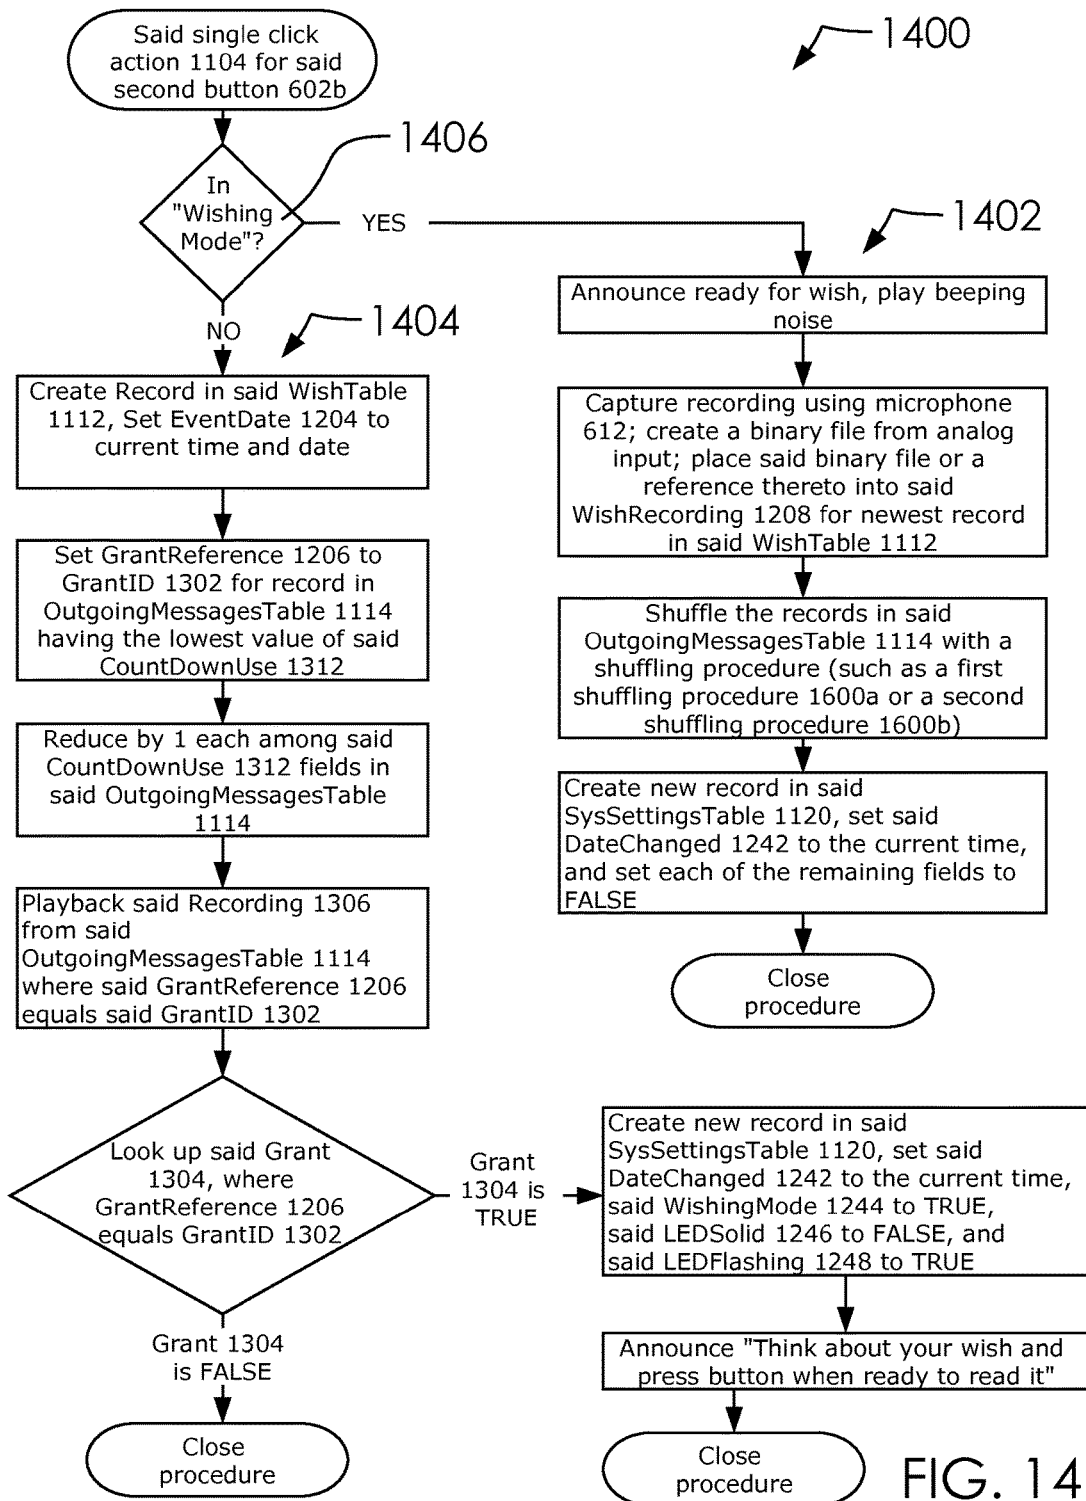 Said single click
action 1104 for said
second button 602b
1400
1406
In
"Wishing
Mode"?
YES
1402
Announce ready for wish, play beeping
noise
NO
1404
Create Record in said WishTable
1112, Set EventDate 1204 to
current time and date
Capture recording using microphone
612; create a binary file from analog
input; place said binary file or a
reference thereto into said
WishRecording 1208 for newest record
in said WishTable 1112
Set GrantReference 1206 to
GrantID 1302 for record in
OutgoingMessagesTable 1114
having the lowest value of said
CountDownUse 1312
Shuffle the records in said
OutgoingMessagesTable 1114 with a
shuffling procedure (such as a first
shuffling procedure 1600a or a second
shuffling procedure 1600b)
Reduce by 1 each among said
CountDownUse 1312 fields in
said OutgoingMessagesTable
1114
Create new record in said
SysSettingsTable 1120, set said
DateChanged 1242 to the current time,
and set each of the remaining fields to
FALSE
Playback said Recording 1306
from said
OutgoingMessagesTable 1114
where said GrantReference 1206
equals said GrantID 1302
Close
procedure
Look up said Grant
1304, where
GrantReference 1206
equals GrantID 1302
Grant
1304 is
TRUE
Create new record in said
SysSettingsTable 1120, set said
DateChanged 1242 to the current time,
said WishingMode 1244 to TRUE,
said LEDSolid 1246 to FALSE, and
said LEDFlashing 1248 to TRUE
Grant 1304
is FALSE
Announce "Think about your wish and
press button when ready to read it"
Close
procedure
Close
procedure
FIG. 14